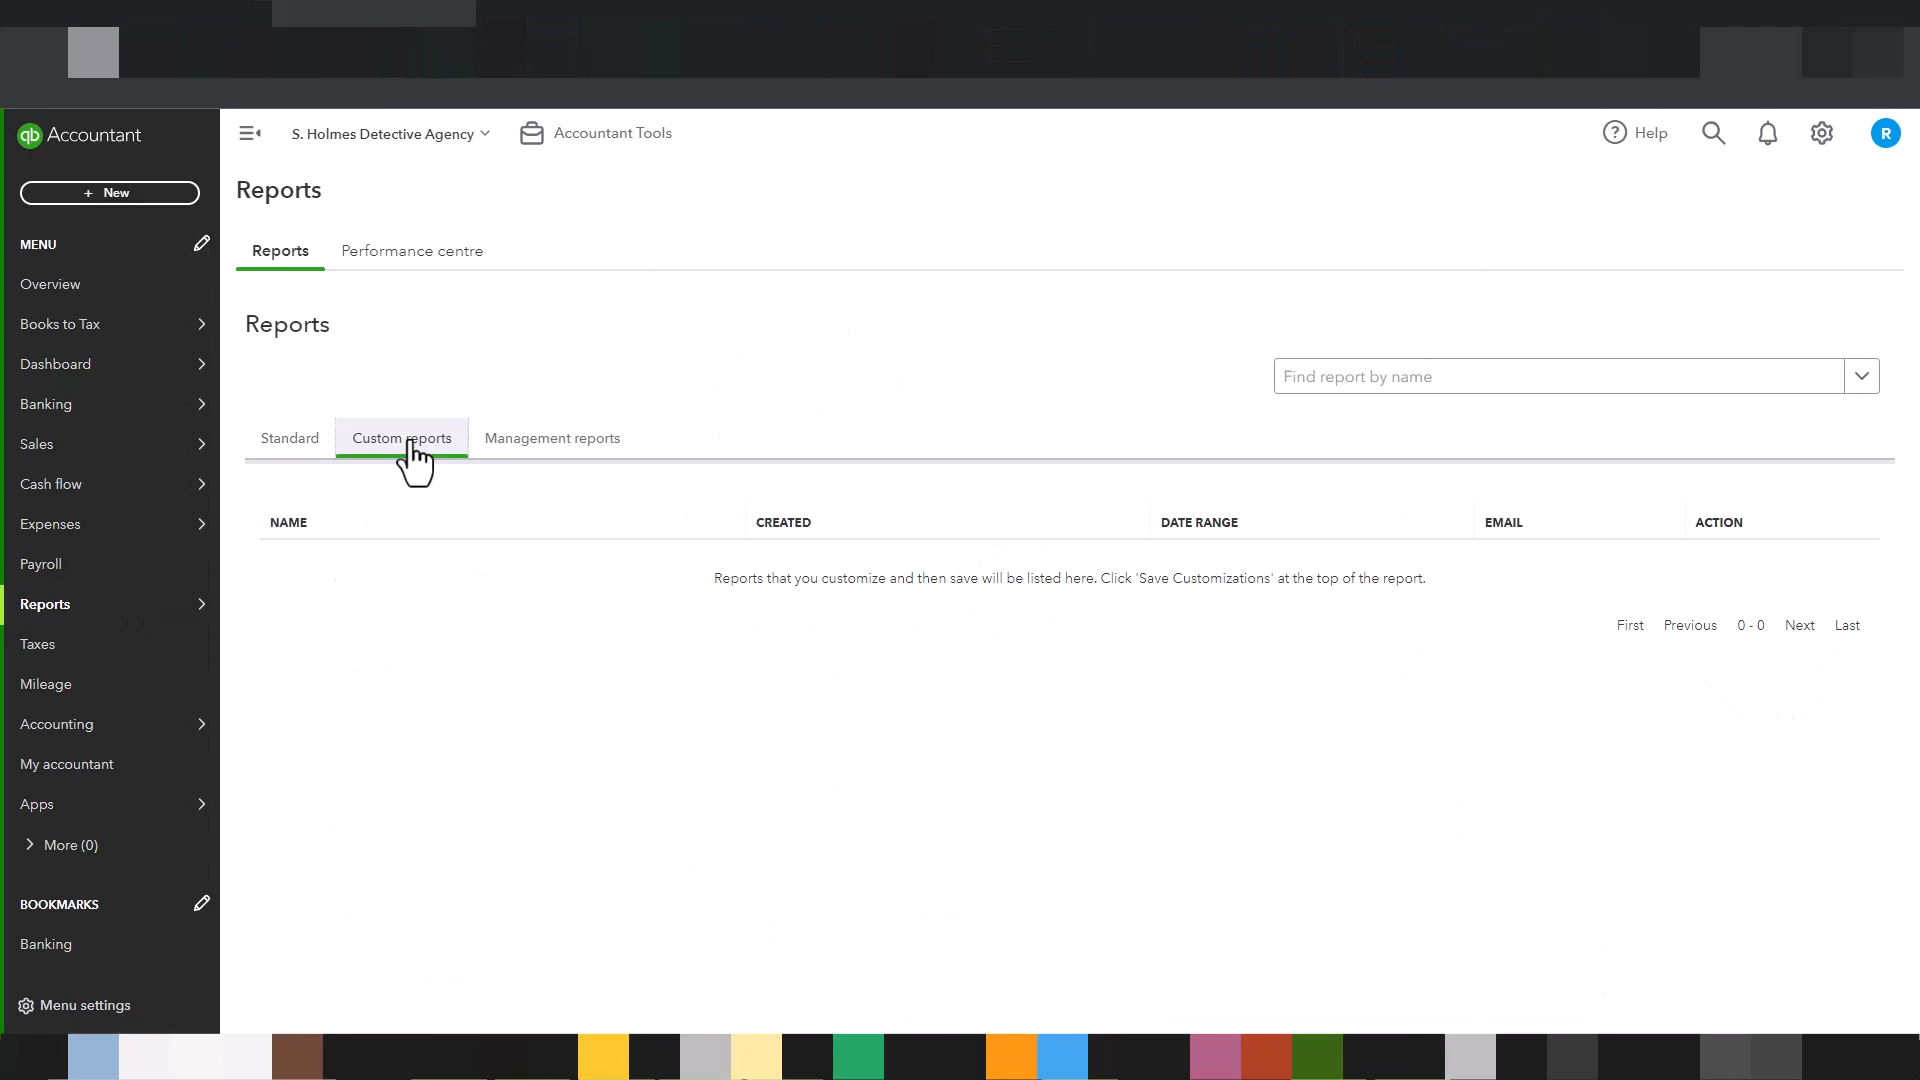 qb Accountant
S. Holmes Detective Agency
Accountant Tools
? Help
R
+ New
Reports
MENU
Reports
Performance centre
Overview
Books to Tax
Reports
Dashboard
Find report by name
Banking
Sales
Standard
Custom reports
Management reports
Cash flow
Expenses
NAME
CREATED
DATE RANGE
EMAIL
ACTION
Payroll
Reports that you customize and then save will be listed here. Click 'Save Customizations' at the top of the report.
Reports
First Previous 0 - 0 Next Last
Taxes
Mileage
Accounting
My accountant
Apps
More (0)
BOOKMARKS
Banking
Menu settings